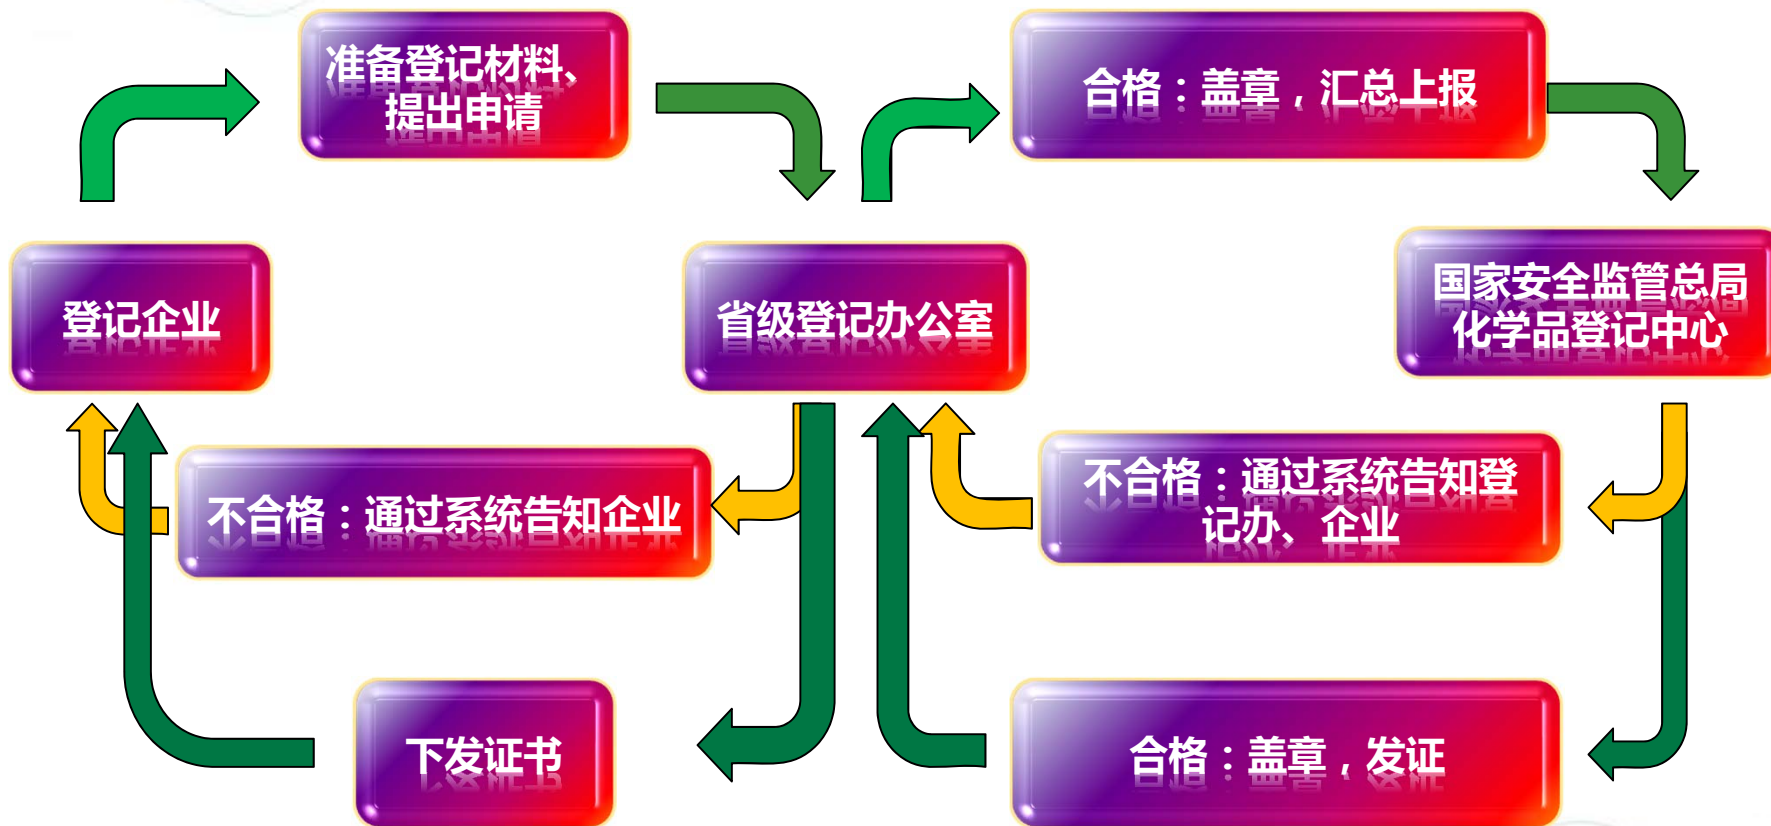 准备登记材料、
提出申请
合格：盖章，汇总上报
登记企业
省级登记办公室
国家安全监管总局
化学品登记中心
不合格：通过系统告知企业
不合格：通过系统告知登
记办、企业
下发证书
合格：盖章，发证